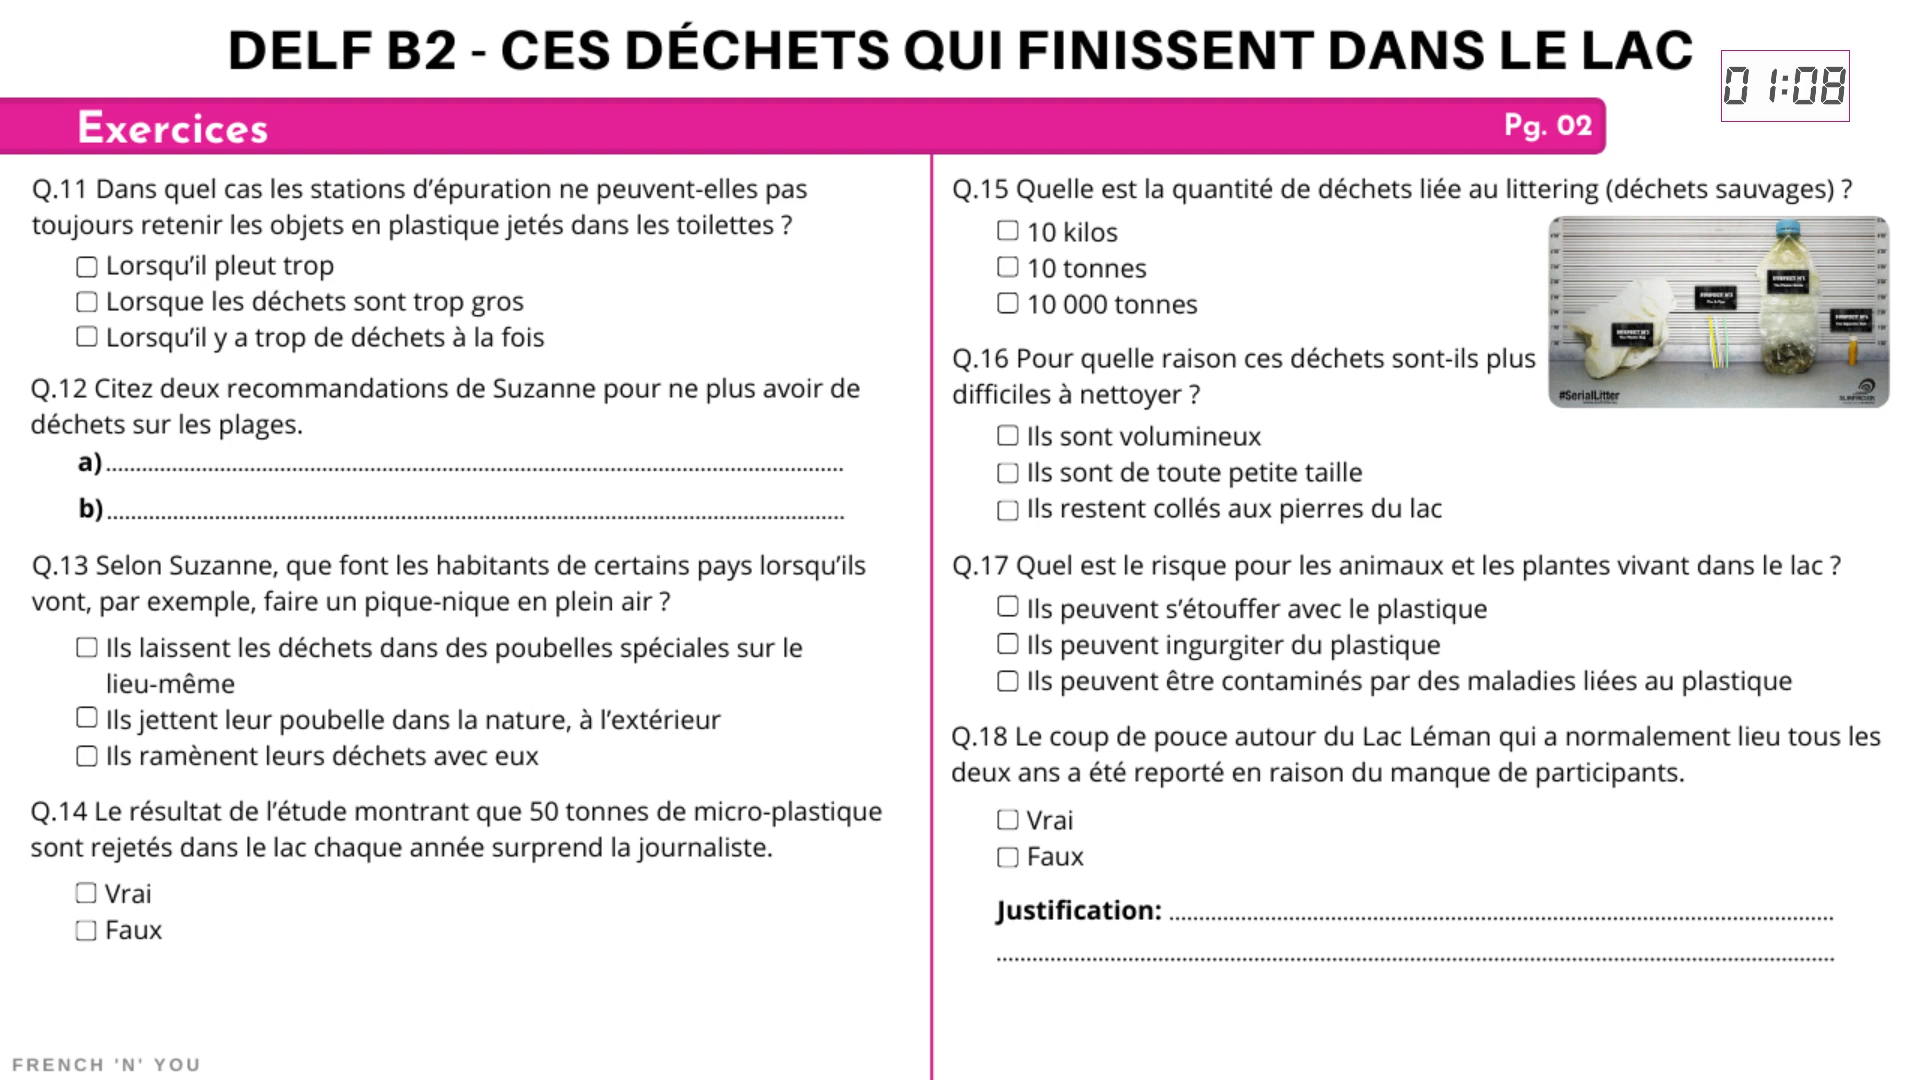 DELF B2 - CES DÉCHETS QUI FINISSENT DANS LE LAC
01:08
Exercices
Pg. 02
Q.11 Dans quel cas les stations d’épuration ne peuvent-elles pas
toujours retenir les objets en plastique jetés dans les toilettes ?
Lorsqu’il pleut trop
Lorsque les déchets sont trop gros
Lorsqu’il y a trop de déchets à la fois
Q.12 Citez deux recommandations de Suzanne pour ne plus avoir de
déchets sur les plages.
a)
b)
Q.13 Selon Suzanne, que font les habitants de certains pays lorsqu’ils
vont, par exemple, faire un pique-nique en plein air ?
Ils laissent les déchets dans des poubelles spéciales sur le
lieu-même
Ils jettent leur poubelle dans la nature, à l’extérieur
Ils ramènent leurs déchets avec eux
Q.14 Le résultat de l’étude montrant que 50 tonnes de micro-plastique
sont rejetés dans le lac chaque année surprend la journaliste.
Vrai
Faux
Q.15 Quelle est la quantité de déchets liée au littering (déchets sauvages) ?
10 kilos
10 tonnes
10 000 tonnes
#SerialLitter
Q.16 Pour quelle raison ces déchets sont-ils plus
difficiles à nettoyer ?
Ils sont volumineux
Ils sont de toute petite taille
Ils restent collés aux pierres du lac
Q.17 Quel est le risque pour les animaux et les plantes vivant dans le lac ?
Ils peuvent s’étouffer avec le plastique
Ils peuvent ingurgiter du plastique
Ils peuvent être contaminés par des maladies liées au plastique
Q.18 Le coup de pouce autour du Lac Léman qui a normalement lieu tous les
deux ans a été reporté en raison du manque de participants.
Vrai
Faux
Justification:
FRENCH 'N' YOU